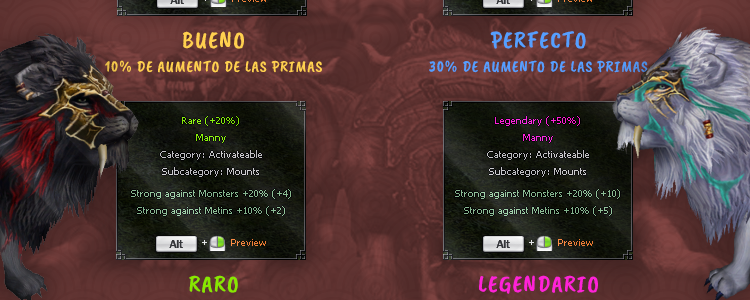 Alt + Preview
Alt + Preview
BUENO
10% DE AUMENTO DE LAS PRIMAS
PERFECTO
30% DE AUMENTO DE LAS PRIMAS
Rare (+20%)
Manny
Category: Activateable
Subcategory: Mounts
Strong against Monsters +20% (+4)
Strong against Metins +10% (+2)
Alt + Preview
RARO
Legendary (+50%)
Manny
Category: Activateable
Subcategory: Mounts
Strong against Monsters +20% (+10)
Strong against Metins +10% (+5)
Alt + Preview
LEGENDARIO